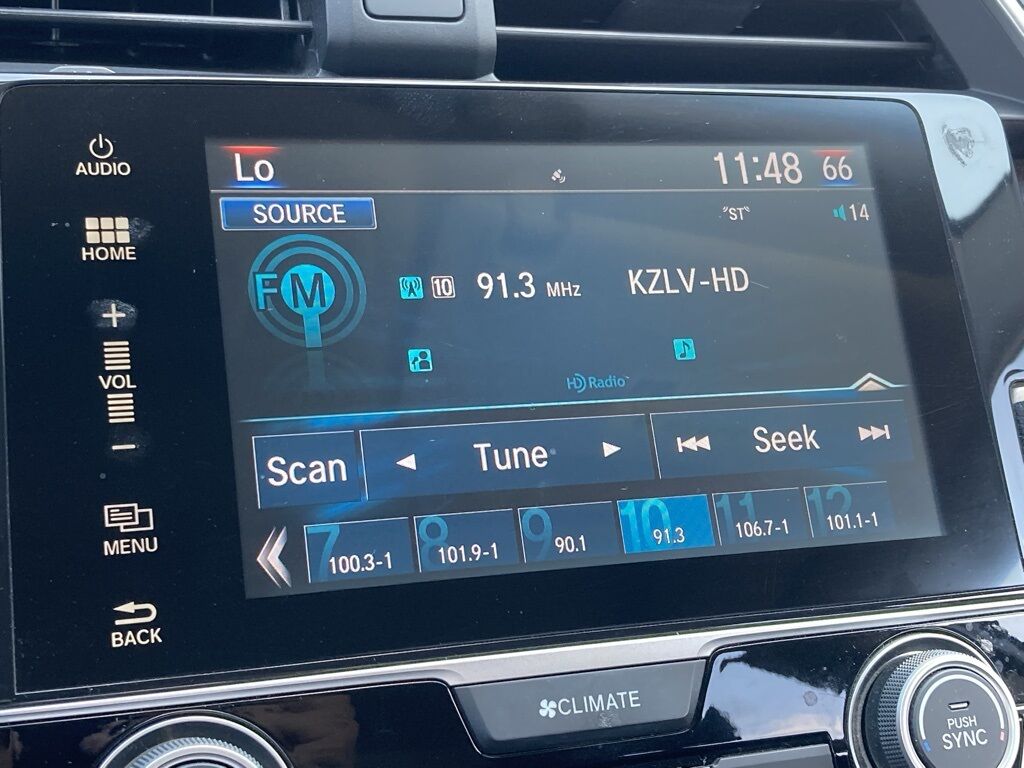 AUDIO
HOME
+
VOL
−
MENU
BACK
Lo
11:48 66
SOURCE
"ST" 14
FM
10 91.3 MHz KZLV-HD
HD Radio
Scan Tune Seek
7 100.3-1
8 101.9-1
9 90.1
10 91.3
11 106.7-1
12 101.1-1
CLIMATE
PUSH
SYNC